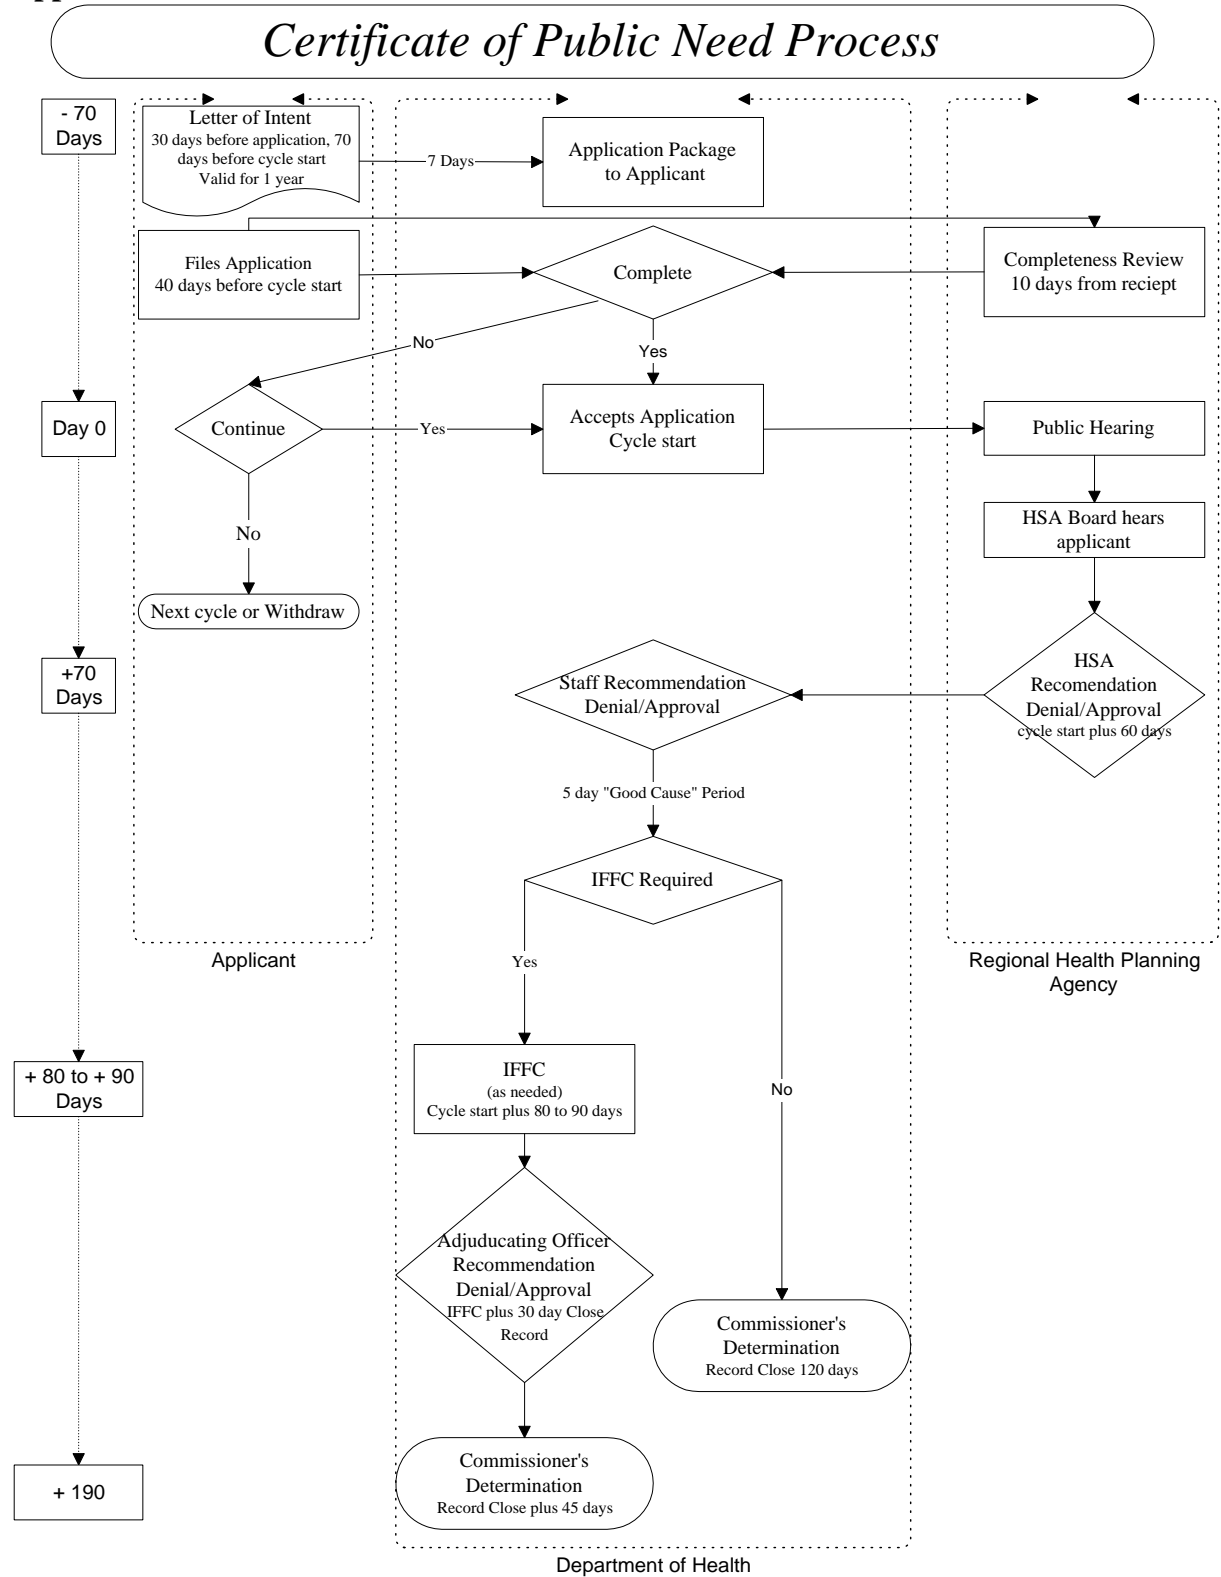 Certificate of Public Need Process
- 70
Days
Letter of Intent
30 days before application, 70
days before cycle start
Valid for 1 year
7 Days
Application Package
to Applicant
Files Application
40 days before cycle start
Complete
Completeness Review
10 days from reciept
No
Yes
Day 0
Continue
Yes
Accepts Application
Cycle start
Public Hearing
No
HSA Board hears
applicant
Next cycle or Withdraw
+70
Days
Staff Recommendation
Denial/Approval
HSA
Recomendation
Denial/Approval
cycle start plus 60 days
5 day "Good Cause" Period
IFFC Required
Applicant
Yes
Regional Health Planning
Agency
+ 80 to + 90
Days
IFFC
(as needed)
Cycle start plus 80 to 90 days
No
Adjuducating Officer
Recommendation
Denial/Approval
IFFC plus 30 day Close
Record
Commissioner's
Determination
Record Close 120 days
Commissioner's
Determination
Record Close plus 45 days
+ 190
Department of Health